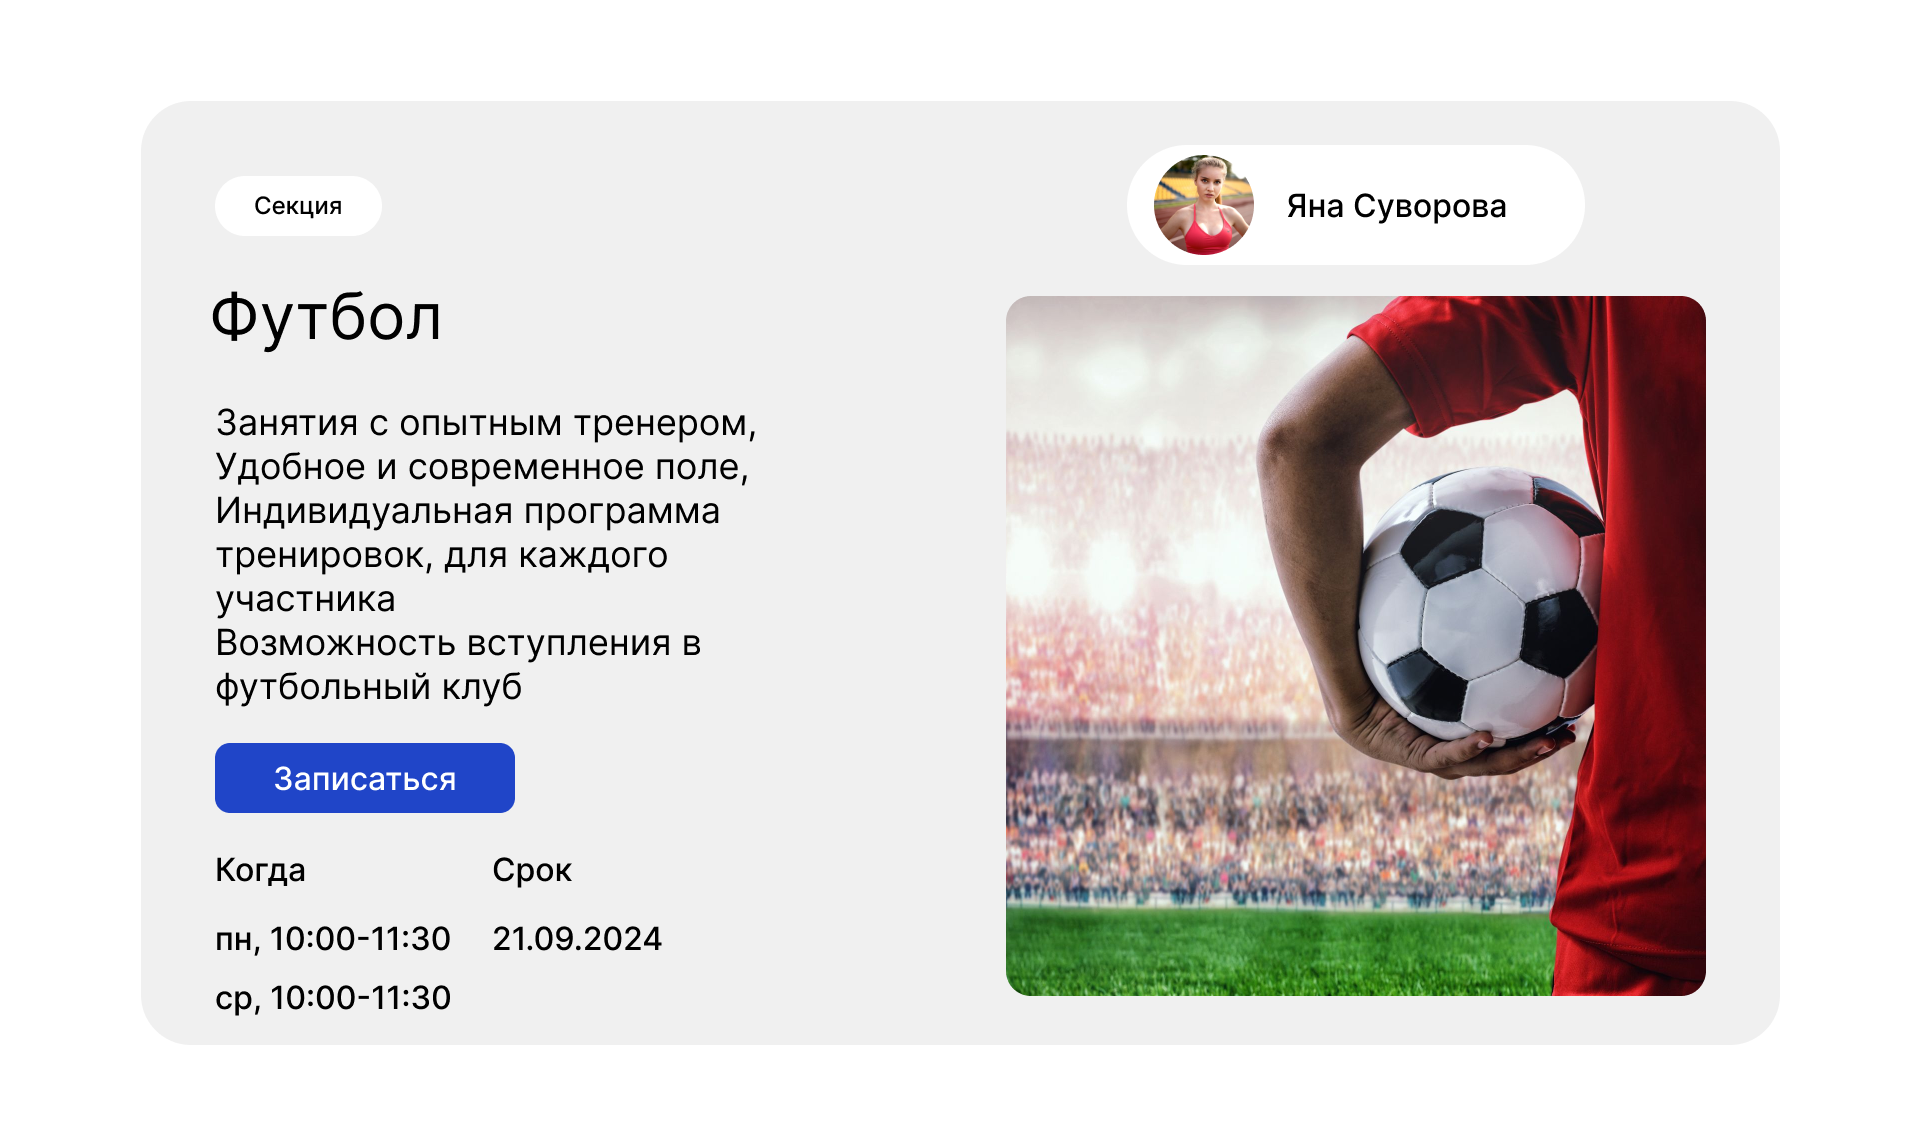 Секция
Яна Суворова
Футбол
Занятия с опытным тренером,
Удобное и современное поле,
Индивидуальная программа
тренировок, для каждого
участника
Возможность вступления в
футбольный клуб
Записаться
Когда
Срок
пн, 10:00-11:30
21.09.2024
ср, 10:00-11:30